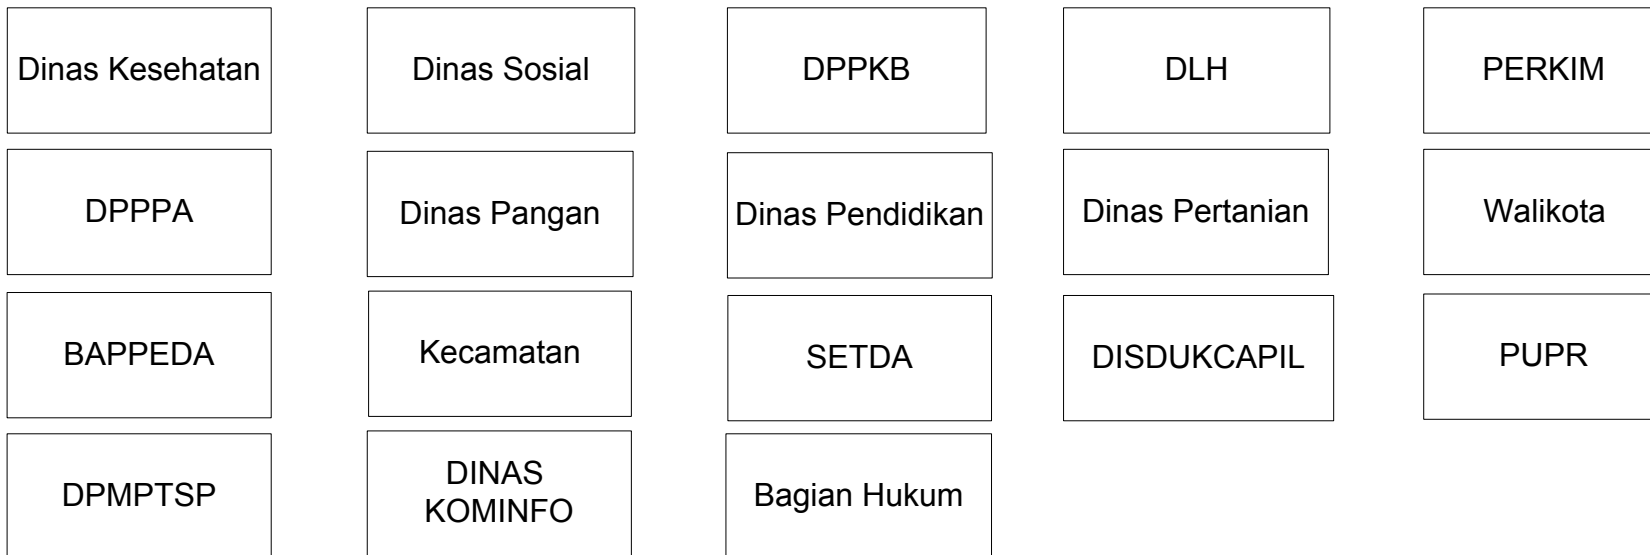 Dinas Kesehatan
Dinas Sosial
DPPKB
DLH
PERKIM
DPPPA
Dinas Pangan
Dinas Pendidikan
Dinas Pertanian
Walikota
BAPPEDA
Kecamatan
SETDA
DISDUKCAPIL
PUPR
DPMPTSP
DINAS
KOMINFO
Bagian Hukum